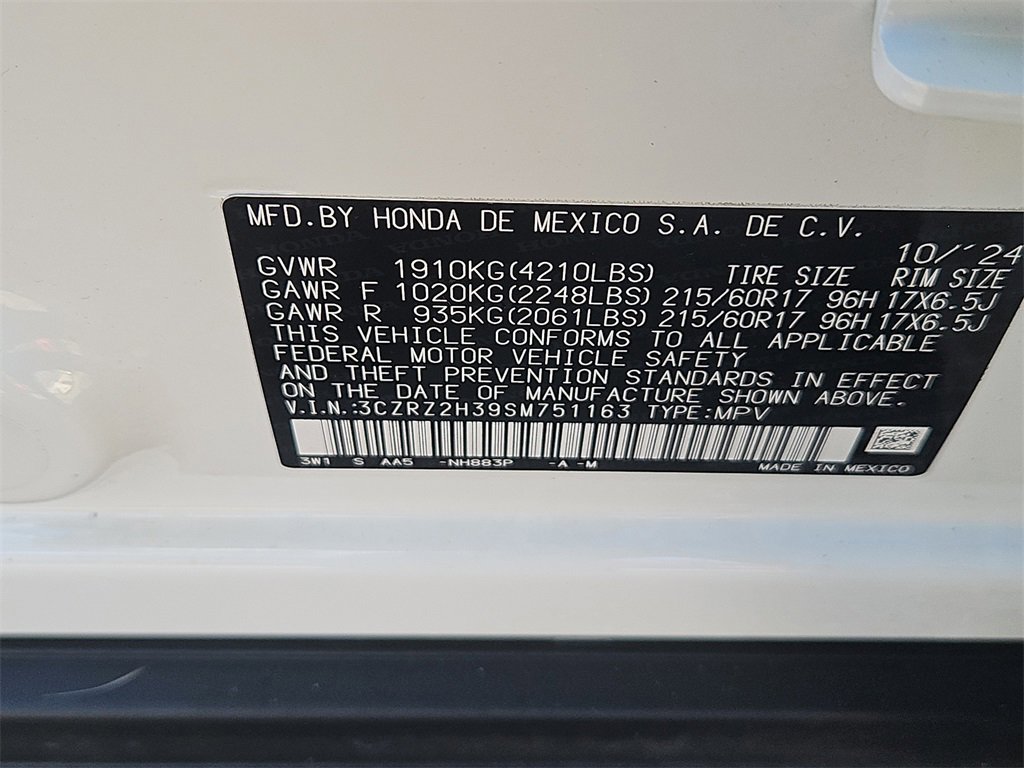 MFD.BY HONDA DE MEXICO S.A. DE C.V.
10/'24
GVWR 1910KG(4210LBS) TIRE SIZE RIM SIZE
GAWR F 1020KG(2248LBS) 215/60R17 96H 17X6.5J
GAWR R 935KG(2061LBS) 215/60R17 96H 17X6.5J
THIS VEHICLE CONFORMS TO ALL APPLICABLE
FEDERAL MOTOR VEHICLE SAFETY
AND THEFT PREVENTION STANDARDS IN EFFECT
ON THE DATE OF MANUFACTURE SHOWN ABOVE.
V.I.N.:3CZRZ2H39SM751163 TYPE:MPV
3W1 S AA5 -NH883P -A -M
MADE IN MEXICO